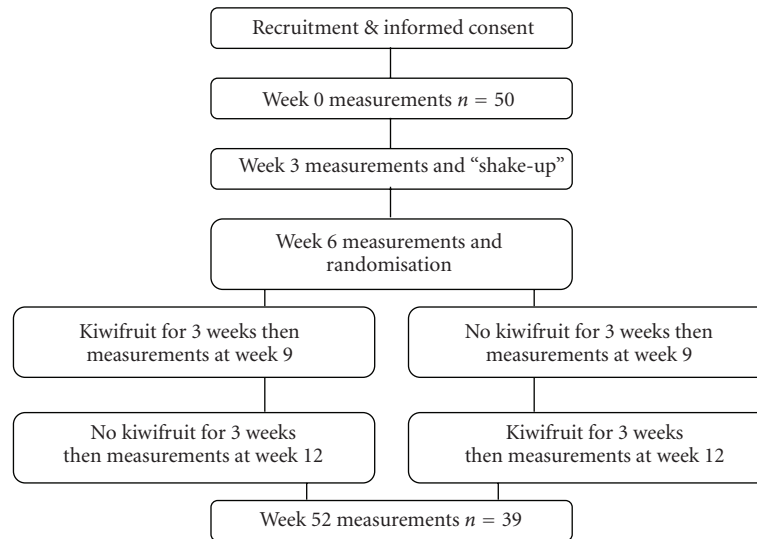 Recruitment & informed consent
Week 0 measurements n = 50
Week 3 measurements and “shake-up”
Week 6 measurements and
randomisation
Kiwifruit for 3 weeks then
measurements at week 9
No kiwifruit for 3 weeks then
measurements at week 9
No kiwifruit for 3 weeks
then measurements at week 12
Kiwifruit for 3 weeks
then measurements at week 12
Week 52 measurements n = 39